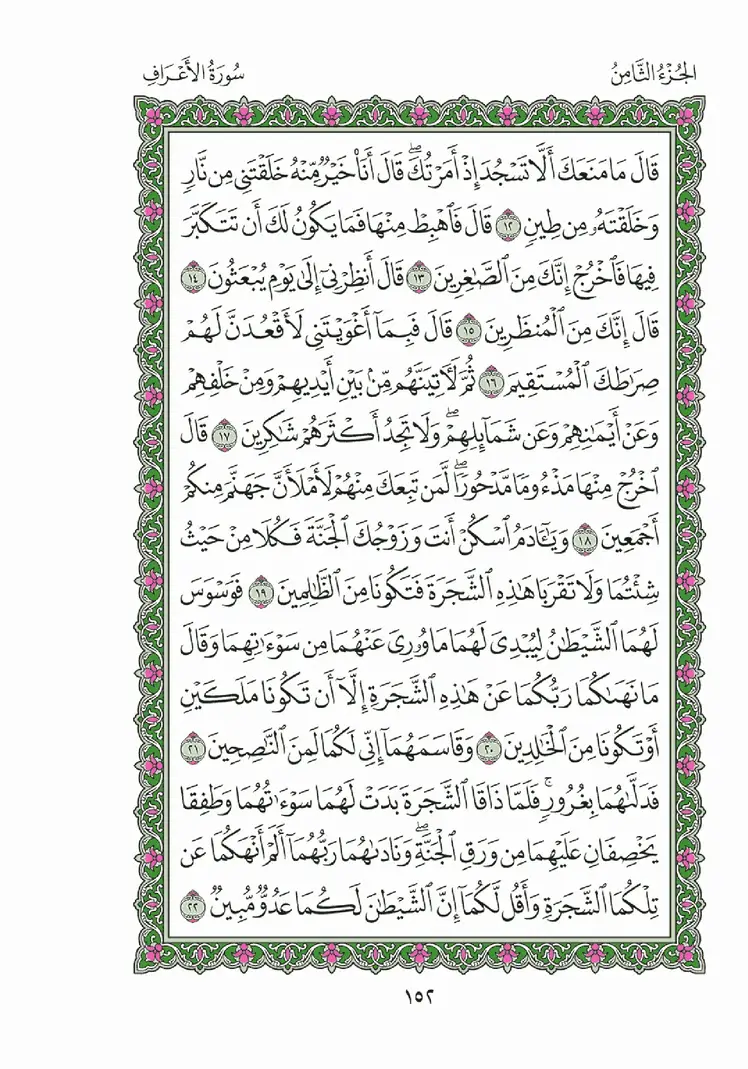 الجُزْءُ الثَّامِنُ
سُورَةُ الأَعْرَافِ
قَالَ مَا مَنَعَكَ أَلَّا تَسْجُدَ إِذْ أَمَرْتُكَۖ قَالَ أَنَا۠ خَيْرٌ مِّنْهُ خَلَقْتَنِى مِن نَّارٍ
وَخَلَقْتَهُۥ مِن طِينٍ ١٢ قَالَ فَٱهْبِطْ مِنْهَا فَمَا يَكُونُ لَكَ أَن تَتَكَبَّرَ
فِيهَا فَٱخْرُجْ إِنَّكَ مِنَ ٱلصَّٰغِرِينَ ١٣ قَالَ أَنظِرْنِىٓ إِلَىٰ يَوْمِ يُبْعَثُونَ ١٤
قَالَ إِنَّكَ مِنَ ٱلْمُنظَرِينَ ١٥ قَالَ فَبِمَآ أَغْوَيْتَنِى لَأَقْعُدَنَّ لَهُمْ
صِرَٰطَكَ ٱلْمُسْتَقِيمَ ١٦ ثُمَّ لَءَاتِيَنَّهُم مِّنۢ بَيْنِ أَيْدِيهِمْ وَمِنْ خَلْفِهِمْ
وَعَنْ أَيْمَٰنِهِمْ وَعَن شَمَآئِلِهِمْۖ وَلَا تَجِدُ أَكْثَرَهُمْ شَٰكِرِينَ ١٧ قَالَ
ٱخْرُجْ مِنْهَا مَذْءُومًا مَّدْحُورًاۖ لَّمَن تَبِعَكَ مِنْهُمْ لَأَمْلَأَنَّ جَهَنَّمَ مِنكُمْ
أَجْمَعِينَ ١٨ وَيَٰٓـَٔادَمُ ٱسْكُنْ أَنتَ وَزَوْجُكَ ٱلْجَنَّةَ فَكُلَا مِنْ حَيْثُ
شِئْتُمَا وَلَا تَقْرَبَا هَٰذِهِ ٱلشَّجَرَةَ فَتَكُونَا مِنَ ٱلظَّٰلِمِينَ ١٩ فَوَسْوَسَ
لَهُمَا ٱلشَّيْطَٰنُ لِيُبْدِىَ لَهُمَا مَا وُۥرِىَ عَنْهُمَا مِن سَوْءَٰتِهِمَا وَقَالَ
مَا نَهَىٰكُمَا رَبُّكُمَا عَنْ هَٰذِهِ ٱلشَّجَرَةِ إِلَّآ أَن تَكُونَا مَلَكَيْنِ
أَوْ تَكُونَا مِنَ ٱلْخَٰلِدِينَ ٢٠ وَقَاسَمَهُمَآ إِنِّى لَكُمَا لَمِنَ ٱلنَّٰصِحِينَ ٢١
فَدَلَّىٰهُمَا بِغُرُورٍۚ فَلَمَّا ذَاقَا ٱلشَّجَرَةَ بَدَتْ لَهُمَا سَوْءَٰتُهُمَا وَطَفِقَا
يَخْصِفَانِ عَلَيْهِمَا مِن وَرَقِ ٱلْجَنَّةِۖ وَنَادَىٰهُمَا رَبُّهُمَآ أَلَمْ أَنْهَكُمَا عَن
تِلْكُمَا ٱلشَّجَرَةِ وَأَقُل لَّكُمَآ إِنَّ ٱلشَّيْطَٰنَ لَكُمَا عَدُوٌّ مُّبِينٌ ٢٢
١٥٢